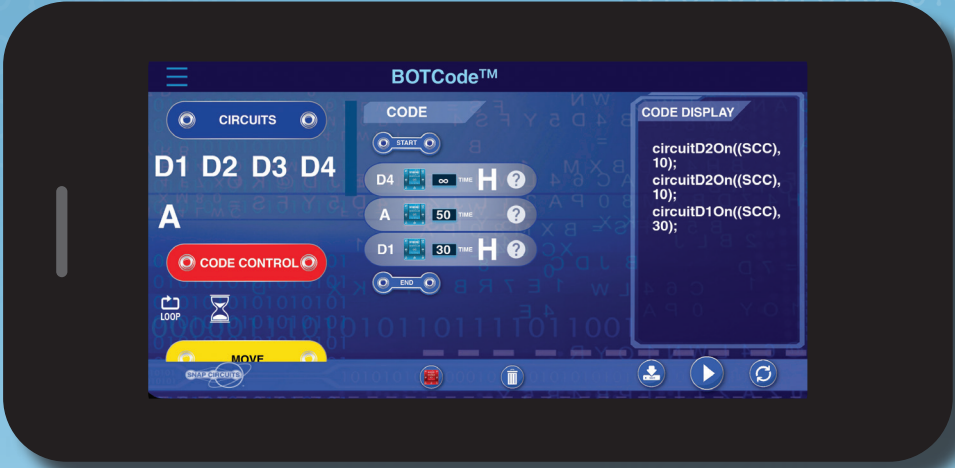 BOTCode™
CIRCUITS
D1 D2 D3 D4
A
CODE CONTROL
LOOP
MOVE
SNAP CIRCUITS
CODE
START
D4 ∞ TIME H ?
A 50 TIME ?
D1 30 TIME H ?
END
CODE DISPLAY
circuitD2On((SCC),
10);
circuitD2On((SCC),
10);
circuitD1On((SCC),
30);